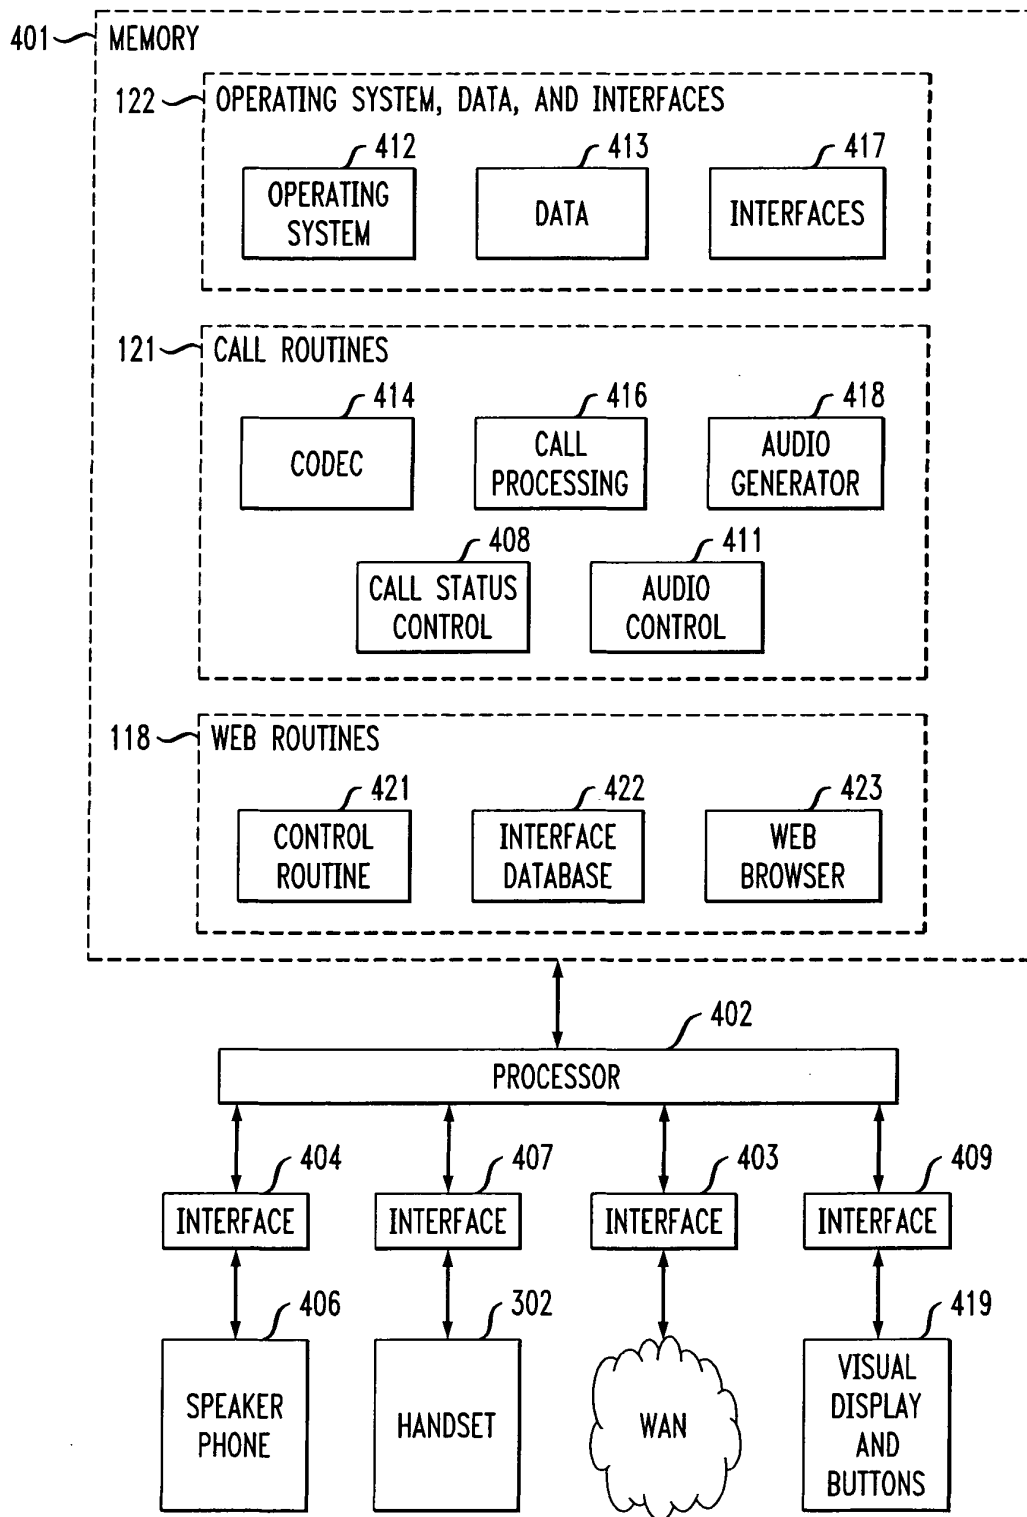 401 MEMORY
122 OPERATING SYSTEM, DATA, AND INTERFACES
412 413 417
OPERATING SYSTEM
DATA
INTERFACES
121 CALL ROUTINES
414 416 418
CODEC
CALL PROCESSING
AUDIO GENERATOR
408 411
CALL STATUS CONTROL
AUDIO CONTROL
118 WEB ROUTINES
421 422 423
CONTROL ROUTINE
INTERFACE DATABASE
WEB BROWSER
402
PROCESSOR
404 407 403 409
INTERFACE INTERFACE INTERFACE INTERFACE
406 302 419
SPEAKER PHONE
HANDSET
WAN
VISUAL DISPLAY AND BUTTONS